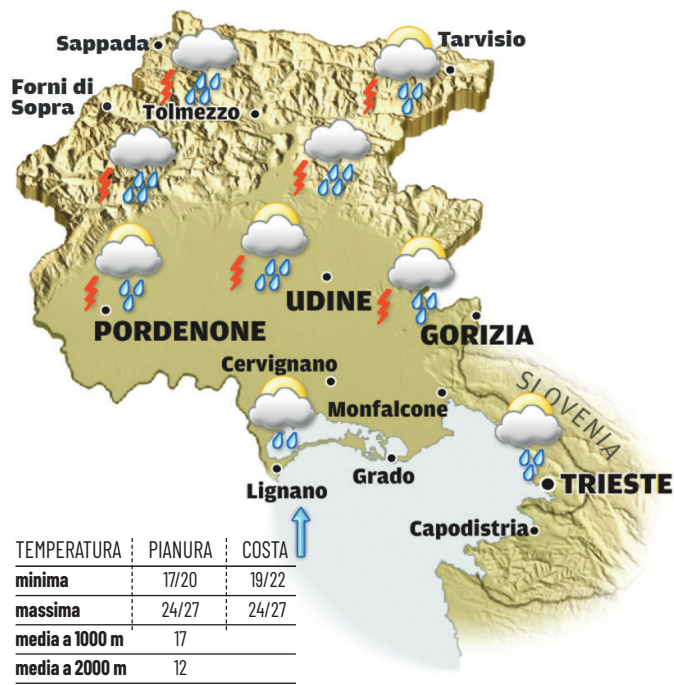 Sappada
Tarvisio
Forni di
Sopra
Tolmezzo
UDINE
PORDENONE
GORIZIA
Cervignano
SLOVENIA
Monfalcone
Grado
Lignano
TRIESTE
Capodistria
TEMPERATURA PIANURA COSTA
minima 17/20 19/22
massima 24/27 24/27
media a 1000 m 17
media a 2000 m 12